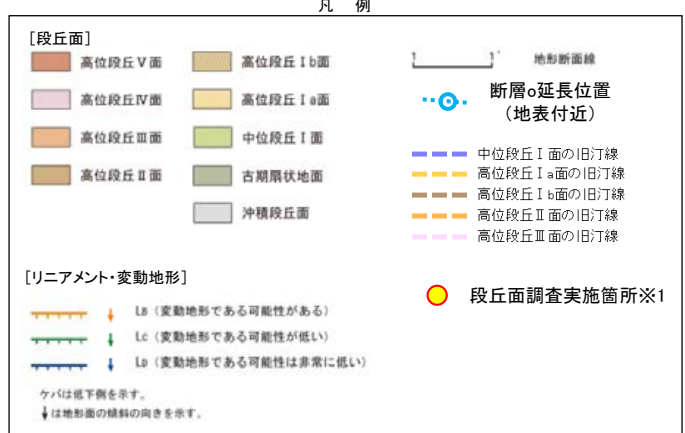 凡 例
[段丘面]
高位段丘Ⅴ面
高位段丘Ⅳ面
高位段丘Ⅲ面
高位段丘Ⅱ面
高位段丘Ⅰb面
高位段丘Ⅰa面
中位段丘Ⅰ面
古期扇状地面
沖積段丘面
1 1' 地形断面線
断層o延長位置
(地表付近)
中位段丘Ⅰ面の旧汀線
高位段丘Ⅰa面の旧汀線
高位段丘Ⅰb面の旧汀線
高位段丘Ⅱ面の旧汀線
高位段丘Ⅲ面の旧汀線
[リニアメント・変動地形]
LB (変動地形である可能性がある)
LC (変動地形である可能性が低い)
LD (変動地形である可能性は非常に低い)
ケバは低下側を示す。
↓は地形面の傾斜の向きを示す。
段丘面調査実施箇所※1